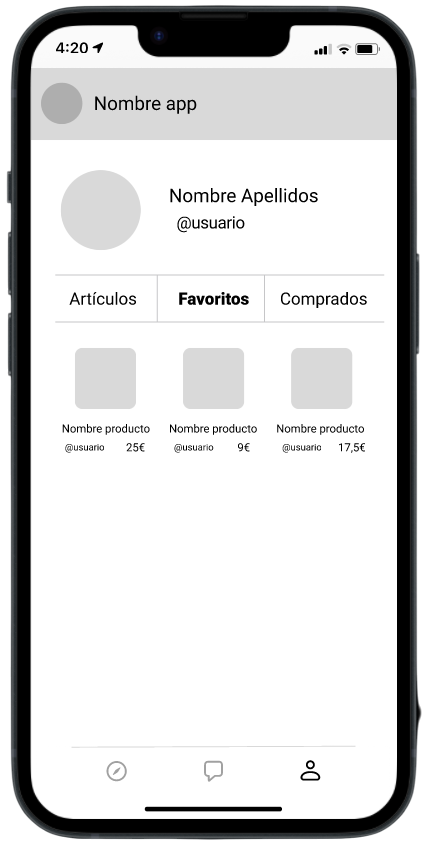 4:20
Nombre app
Nombre Apellidos
@usuario
Artículos Favoritos Comprados
Nombre producto Nombre producto Nombre producto
@usuario 25€ @usuario 9€ @usuario 17,5€